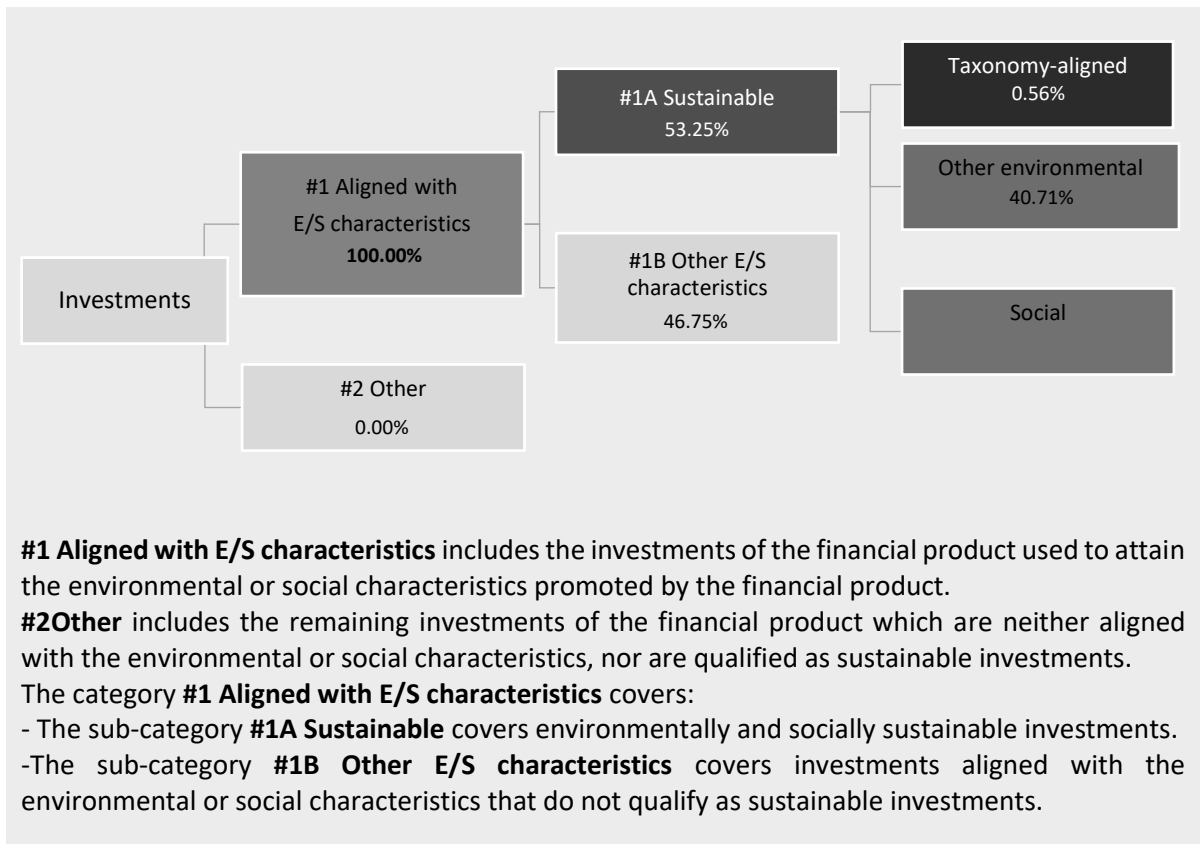 Investments
#1 Aligned with
E/S characteristics
100.00%
#2 Other
0.00%
#1A Sustainable
53.25%
#1B Other E/S
characteristics
46.75%
Taxonomy-aligned
0.56%
Other environmental
40.71%
Social
#1 Aligned with E/S characteristics includes the investments of the financial product used to attain
the environmental or social characteristics promoted by the financial product.
#2Other includes the remaining investments of the financial product which are neither aligned
with the environmental or social characteristics, nor are qualified as sustainable investments.
The category #1 Aligned with E/S characteristics covers:
- The sub-category #1A Sustainable covers environmentally and socially sustainable investments.
-The sub-category #1B Other E/S characteristics covers investments aligned with the
environmental or social characteristics that do not qualify as sustainable investments.